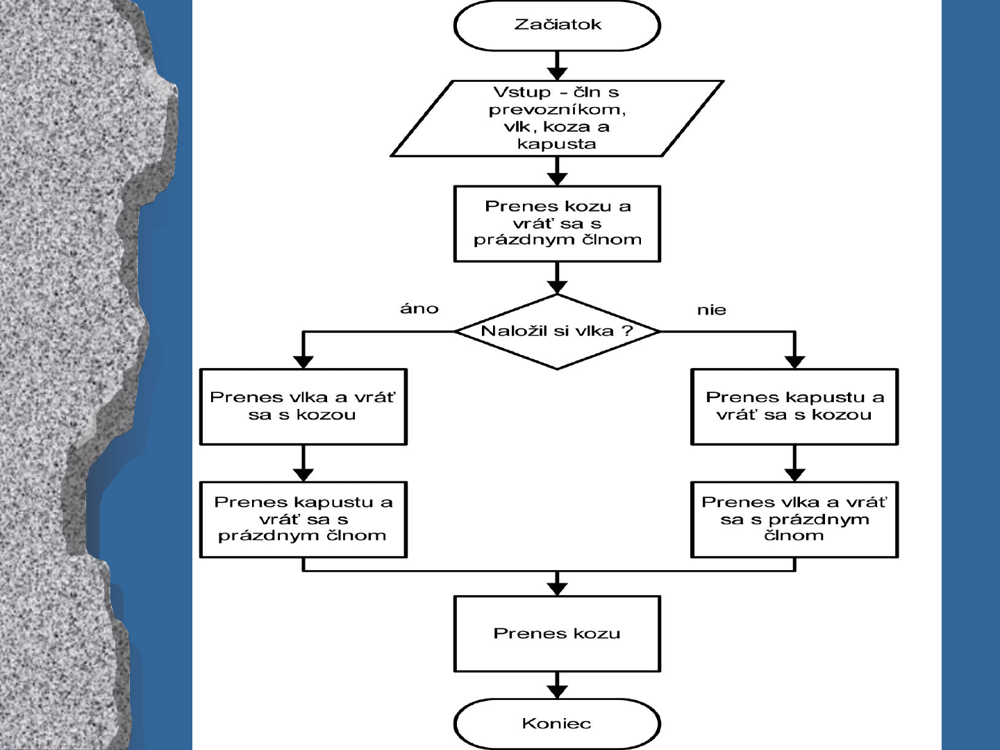 Začiatok
Vstup - čln s
prevozníkom,
vlk, koza a
kapusta
Prenes kozu a
vráť sa s
prázdnym člnom
áno
nie
Naložil si vlka ?
Prenes vlka a vráť
sa s kozou
Prenes kapustu a
vráť sa s kozou
Prenes kapustu a
vráť sa s
prázdnym člnom
Prenes vlka a vráť
sa s prázdnym
člnom
Prenes kozu
Koniec